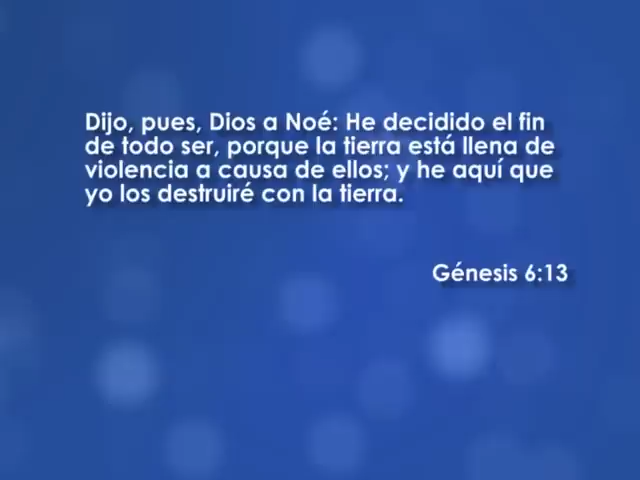 Dijo, pues, Dios a Noé: He decidido el fin
de todo ser, porque la tierra está llena de
violencia a causa de ellos; y he aquí que
yo los destruiré con la tierra.
Génesis 6:13